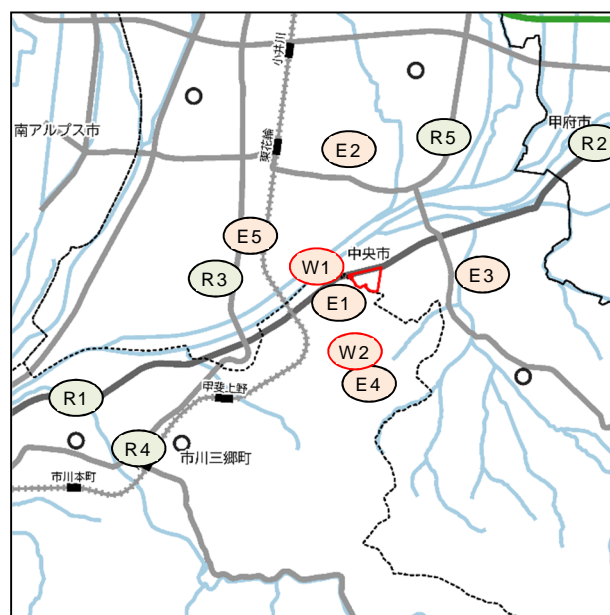 小井川
南アルプス市
東花輪
甲府市
R5
R2
E2
E5
中央市
W1
R3
E3
E1
W2
E4
R1
甲斐上野
R4
市川三郷町
市川本町